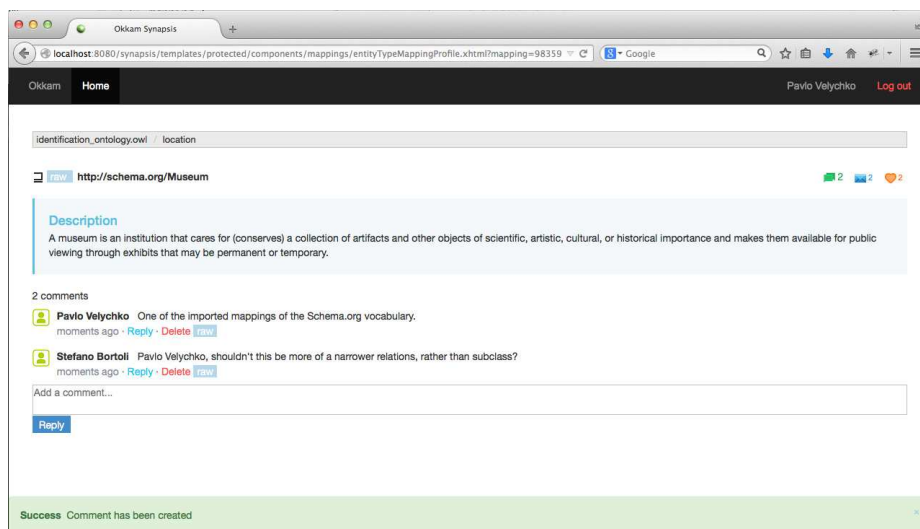 Okkam Synapsis
localhost:8080/synapsis/templates/protected/components/mappings/entityTypeMappingProfile.xhtml?mapping=98359
Google
Okkam Home Pavlo Velychko Log out
identification_ontology.owl / location
raw http://schema.org/Museum 2 2 2
Description
A museum is an institution that cares for (conserves) a collection of artifacts and other objects of scientific, artistic, cultural, or historical importance and makes them available for public
viewing through exhibits that may be permanent or temporary.
2 comments
Pavlo Velychko One of the imported mappings of the Schema.org vocabulary.
moments ago · Reply · Delete raw
Stefano Bortoli Pavlo Velychko, shouldn't this be more of a narrower relations, rather than subclass?
moments ago · Reply · Delete raw
Add a comment...
Reply
Success Comment has been created